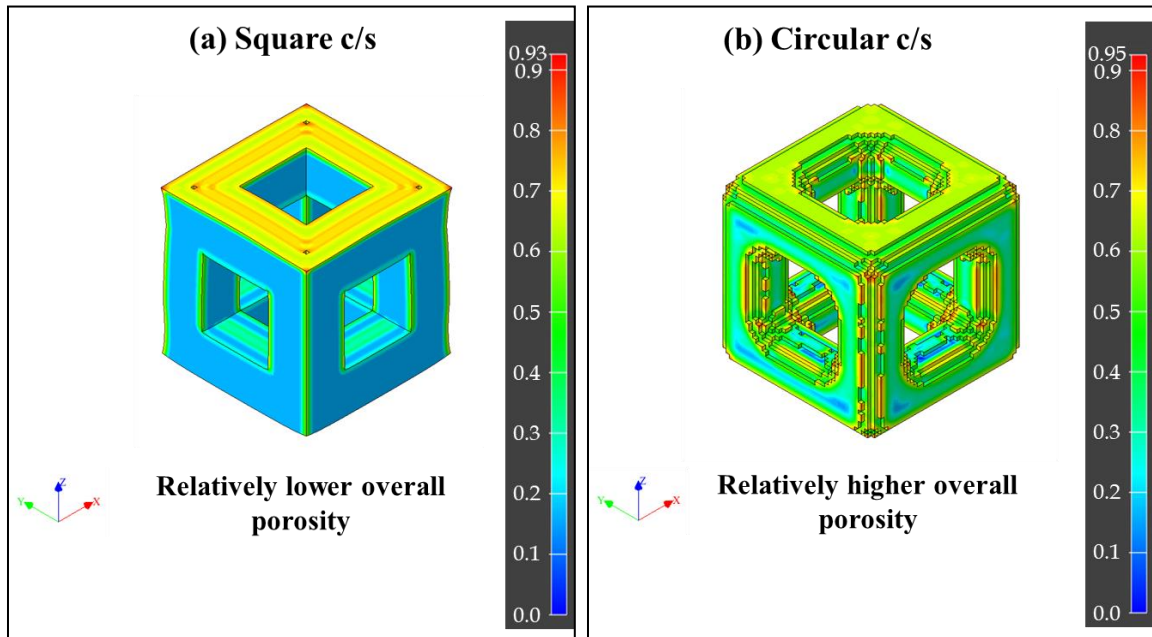 (a) Square c/s
0.93
0.9
0.8
0.7
0.6
0.5
0.4
0.3
0.2
0.1
0.0
Z
Y
X
Relatively lower overall
porosity
(b) Circular c/s
0.95
0.9
0.8
0.7
0.6
0.5
0.4
0.3
0.2
0.1
0.0
Z
Y
X
Relatively higher overall
porosity